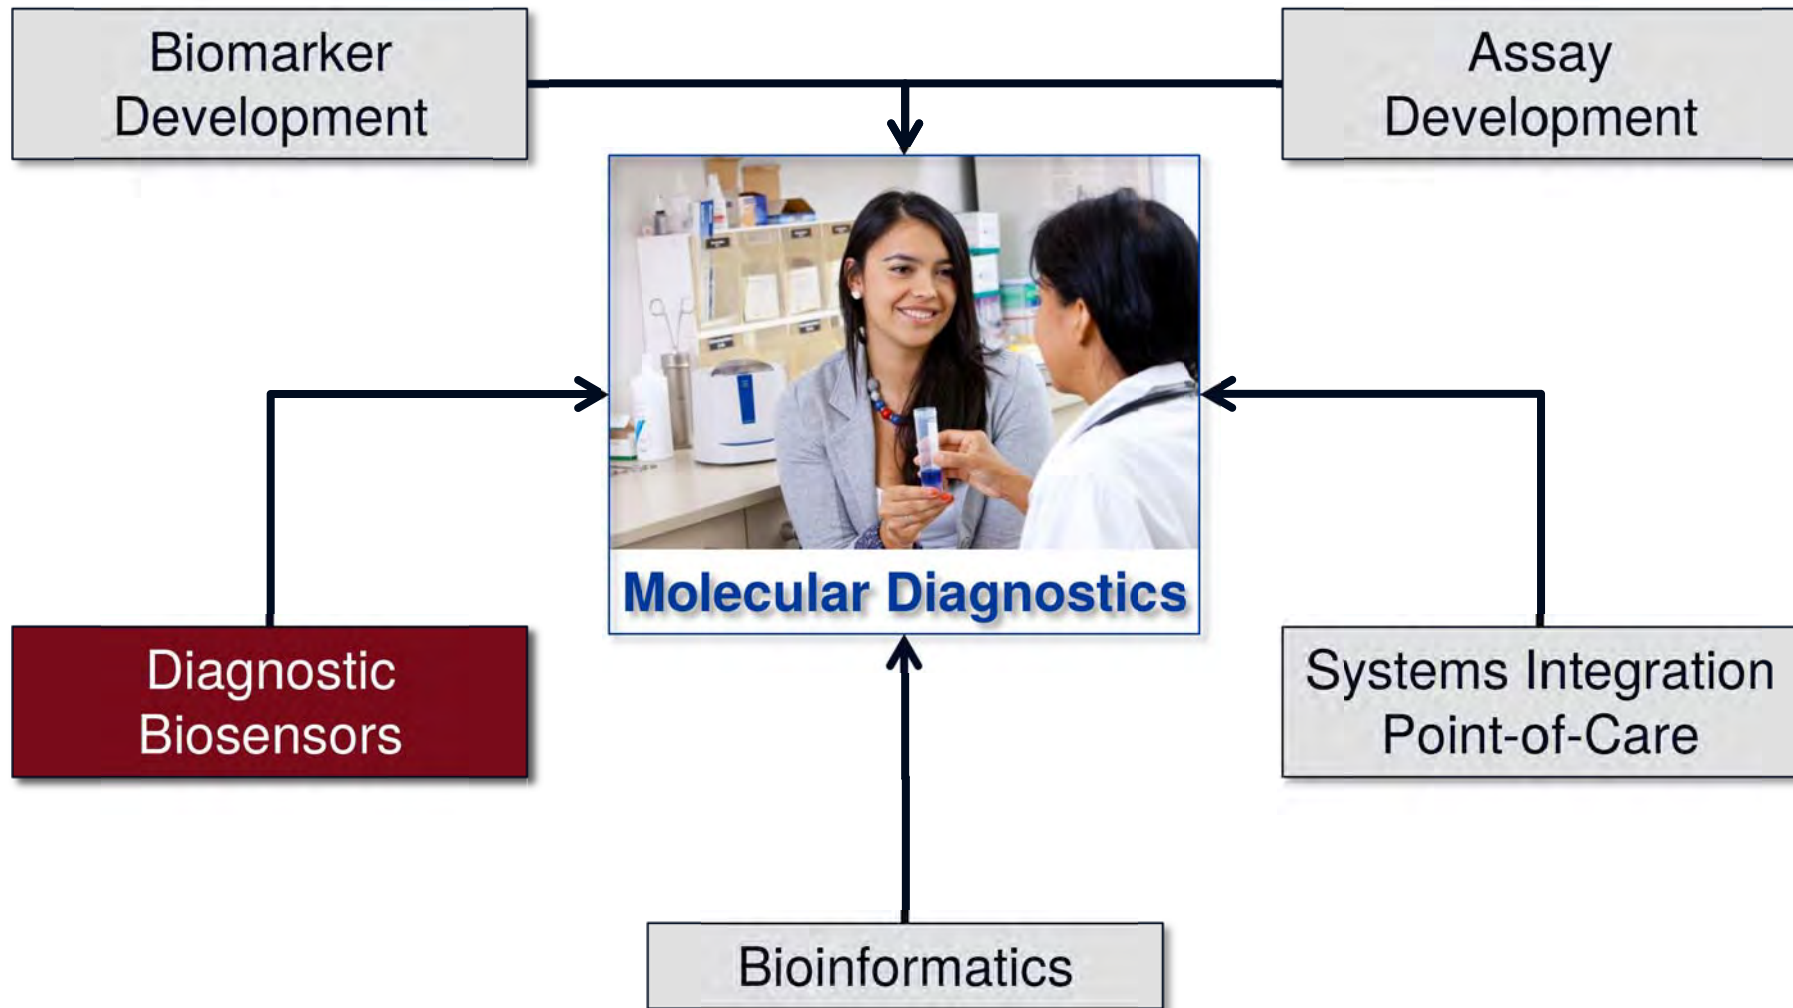 Biomarker
Development
Assay
Development
Molecular Diagnostics
Diagnostic
Biosensors
Systems Integration
Point-of-Care
Bioinformatics